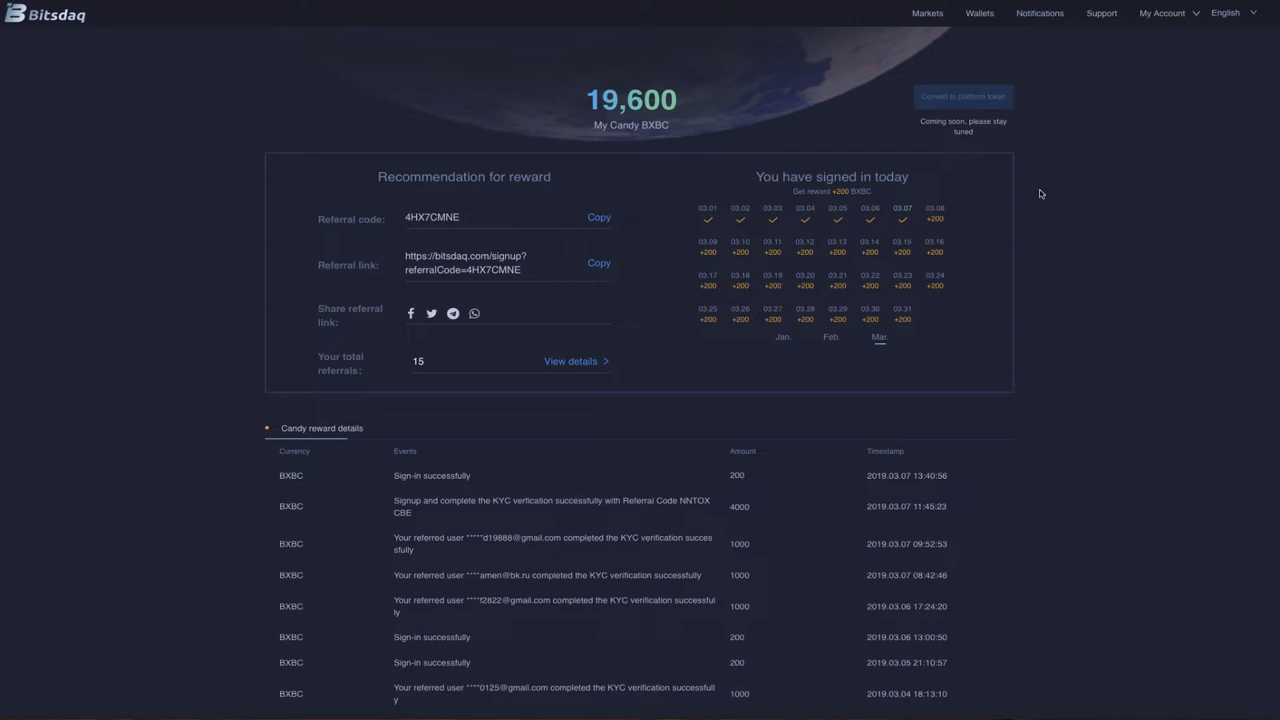 Bitsdaq
Markets
Wallets
Notifications
Support
My Account
English
19,600
My Candy BXBC
Convert to platform token
Coming soon, please stay
tuned
Recommendation for reward
Referral code:
4HX7CMNE
Copy
Referral link:
https://bitsdaq.com/signup?
referralCode=4HX7CMNE
Copy
Share referral
link:
Your total
referrals:
15
View details >
You have signed in today
Get reward +200 BXBC
03.01 03.02 03.03 03.04 03.05 03.06 03.07 03.08
+200
03.09 03.10 03.11 03.12 03.13 03.14 03.15 03.16
+200 +200 +200 +200 +200 +200 +200 +200
03.17 03.18 03.19 03.20 03.21 03.22 03.23 03.24
+200 +200 +200 +200 +200 +200 +200 +200
03.25 03.26 03.27 03.28 03.29 03.30 03.31
+200 +200 +200 +200 +200 +200 +200
Jan. Feb. Mar.
Candy reward details
Currency Events Amount Timestamp
BXBC Sign-in successfully 200 2019.03.07 13:40:56
BXBC Signup and complete the KYC verfication successfully with Referral Code NNTOX
CBE 4000 2019.03.07 11:45:23
BXBC Your referred user *****d19888@gmail.com completed the KYC verification succes
sfully 1000 2019.03.07 09:52:53
BXBC Your referred user ****amen@bk.ru completed the KYC verification successfully 1000 2019.03.07 08:42:46
BXBC Your referred user ****f2822@gmail.com completed the KYC verification successful
ly 1000 2019.03.06 17:24:20
BXBC Sign-in successfully 200 2019.03.06 13:00:50
BXBC Sign-in successfully 200 2019.03.05 21:10:57
BXBC Your referred user ****0125@gmail.com completed the KYC verification successfull
y 1000 2019.03.04 18:13:10